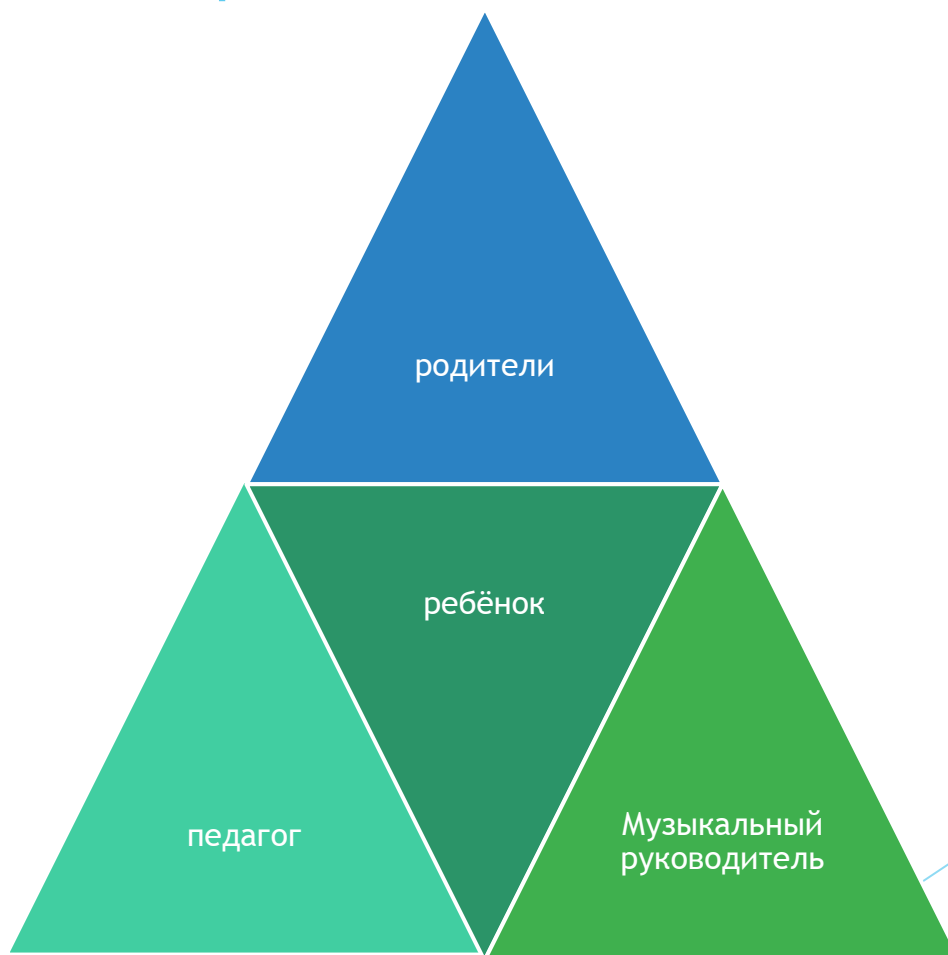 родители
ребёнок
педагог
Музыкальный
руководитель